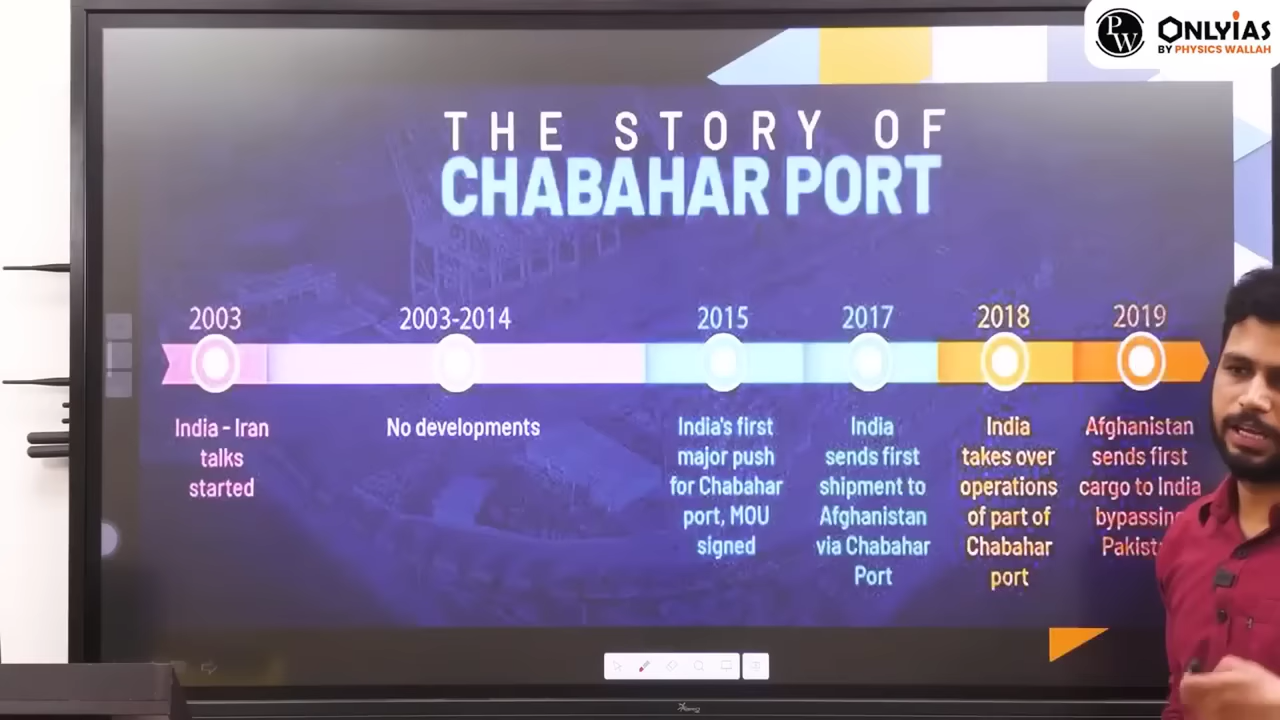 PW
ONLYIAS
BY PHYSICS WALLAH
THE STORY OF
CHABAHAR PORT
2003
India - Iran
talks
started
2003-2014
No developments
2015
India's first
major push
for Chabahar
port, MOU
signed
2017
India
sends first
shipment to
Afghanistan
via Chabahar
Port
2018
India
takes over
operations
of part of
Chabahar
port
2019
Afghanistan
sends first
cargo to India
bypassin
Pakist